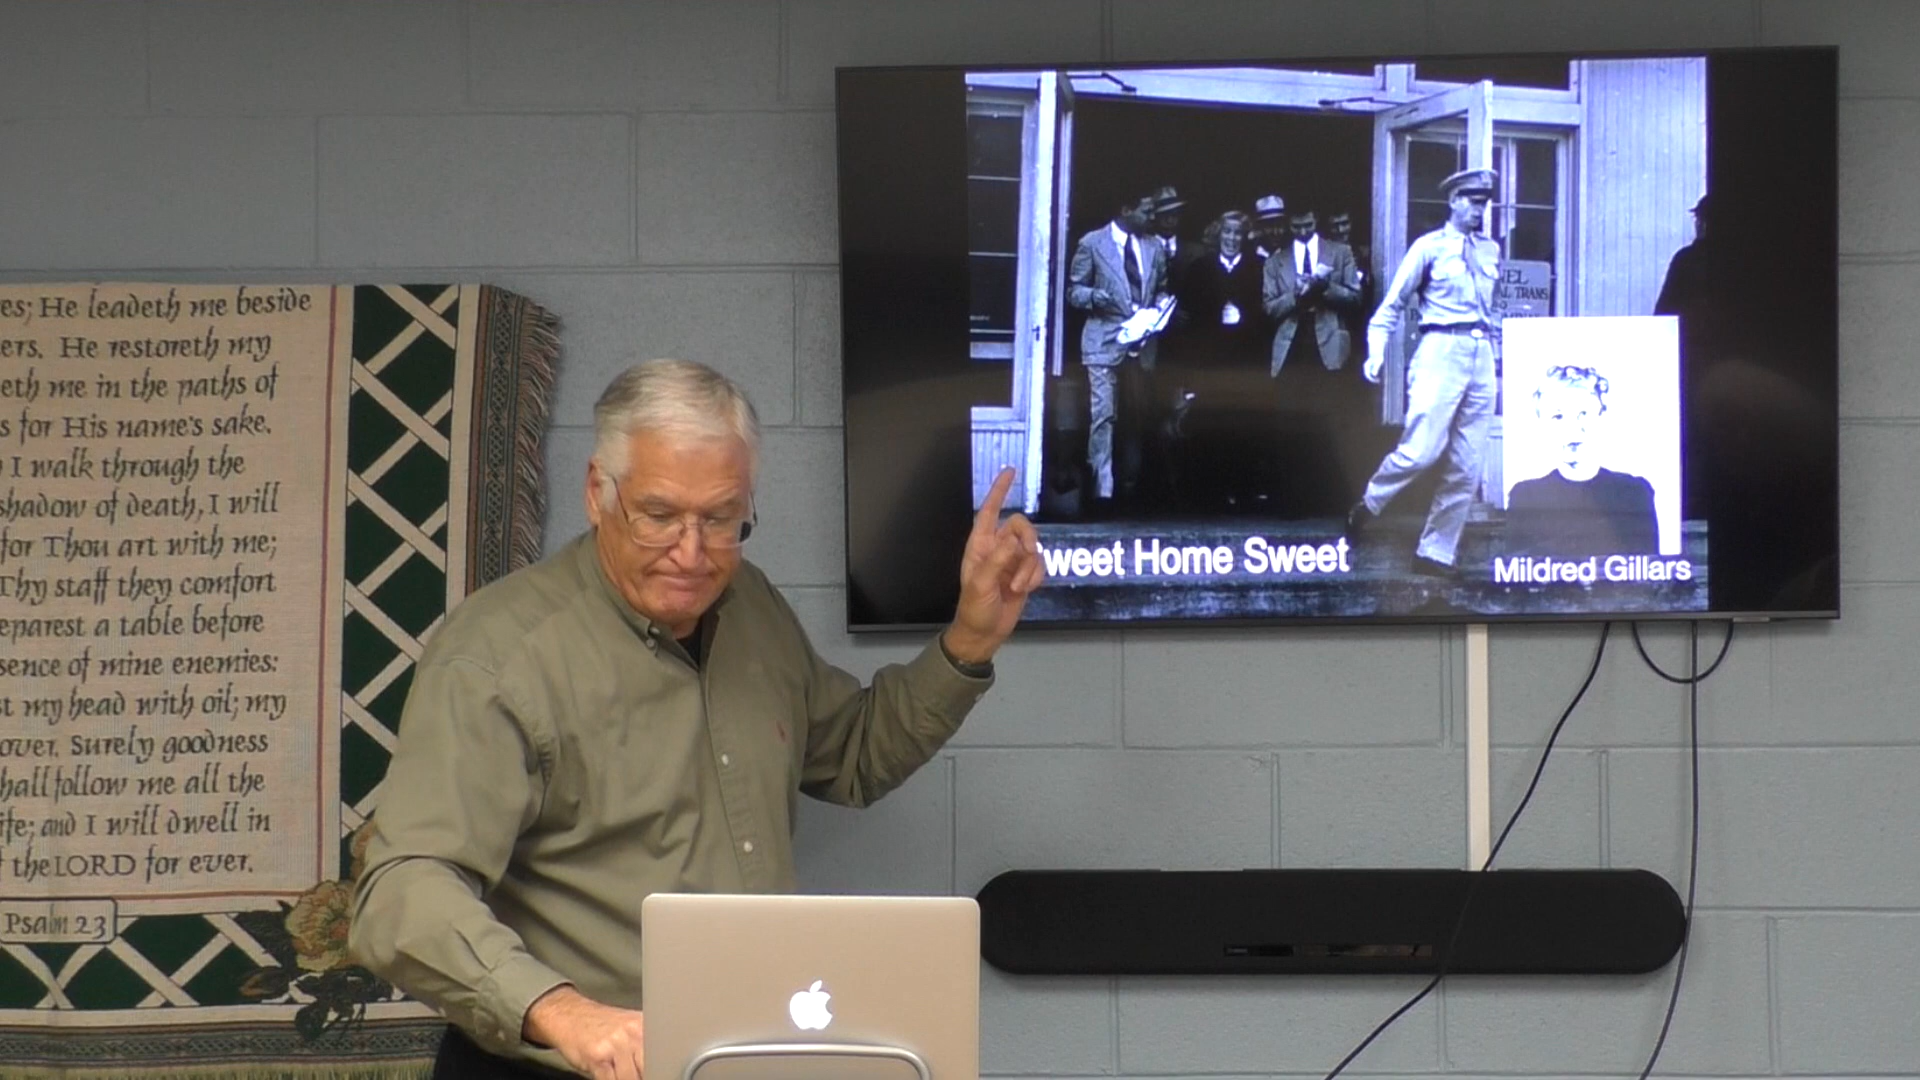 es; He leadeth me beside
ers. He restoreth my
eth me in the paths of
s for His name's sake.
I walk through the
shadow of death, I will
for Thou art with me;
Thy staff they comfort
eparest a table before
sence of mine enemies:
t my head with oil; my
over. Surely goodness
hall follow me all the
ife; and I will dwell in
the LORD for ever.
Psalm 23
NEL
AL TRANS
weet Home Sweet
Mildred Gillars